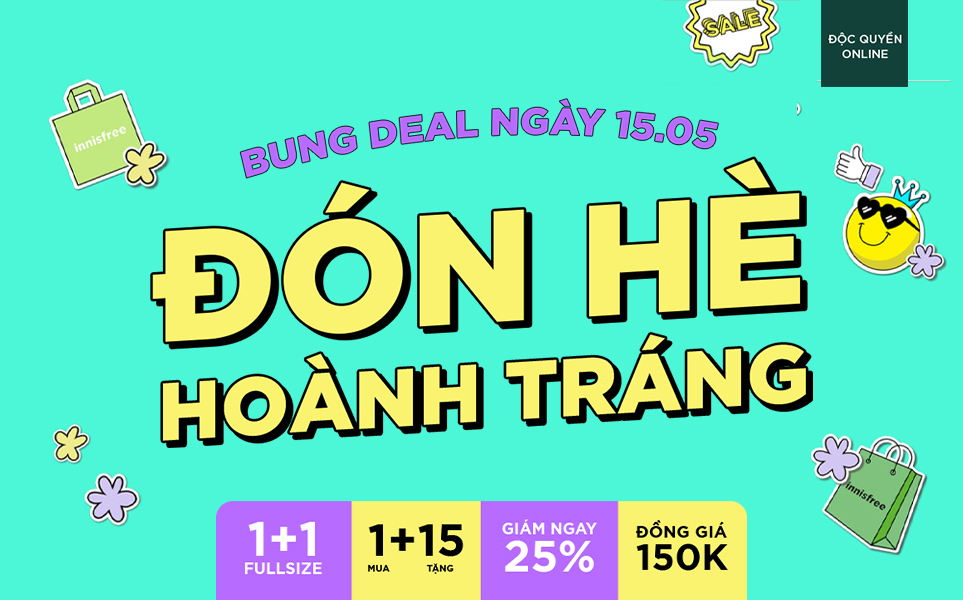 SALE
ĐỘC QUYỀN
ONLINE
innisfree
BUNG DEAL NGÀY 15.05
ĐÓN HÈ
HOÀNH TRÁNG
innisfree
1+1
FULLSIZE
1+15
MUA TẶNG
GIẢM NGAY
25%
ĐỒNG GIÁ
150K